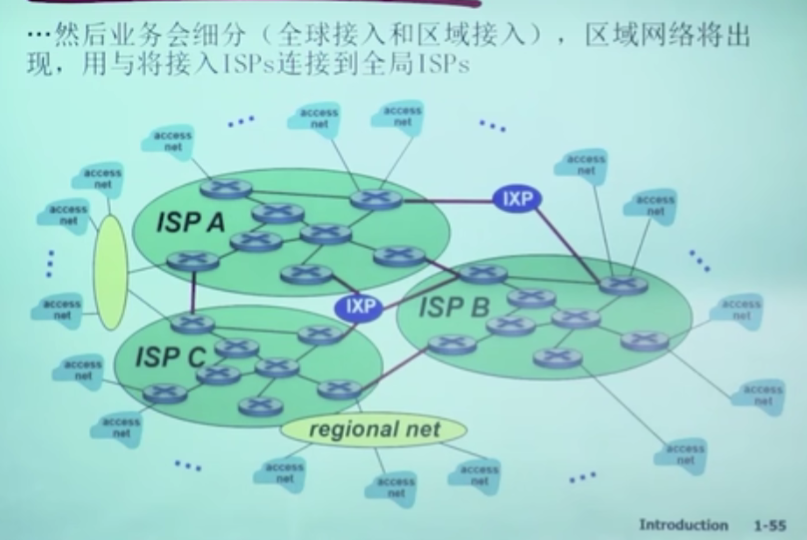 …然后业务会细分（全球接入和区域接入），区域网络将出
现，用与将接入ISPs连接到全局ISPs
access
net
access
net
access
net
access
net
access
net
access
net
access
net
IXP
ISP A
IXP
ISP B
access
net
access
net
ISP C
access
net
access
net
access
net
regional net
access
net
access
net
access
net
access
net
Introduction 1-55